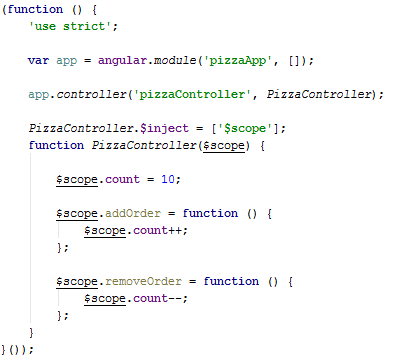 (function () {
    'use strict';

    var app = angular.module('pizzaApp', []);

    app.controller('pizzaController', PizzaController);

    PizzaController.$inject = ['$scope'];
    function PizzaController($scope) {

        $scope.count = 10;

        $scope.addOrder = function () {
            $scope.count++;
        };

        $scope.removeOrder = function () {
            $scope.count--;
        };
    }
}());